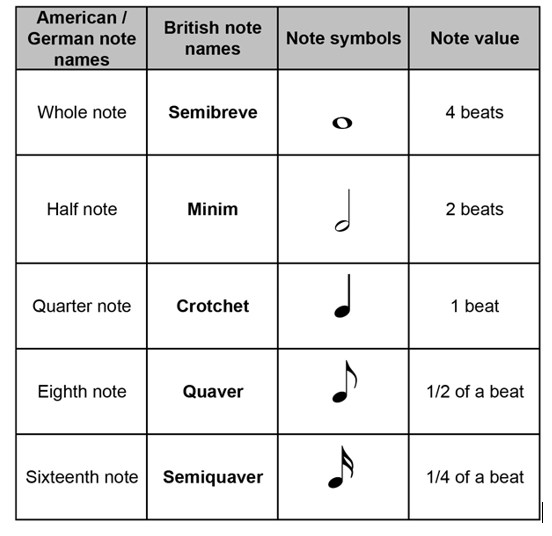 American /
German note
names
British note
names
Note symbols
Note value
Whole note
Semibreve
4 beats
Half note
Minim
2 beats
Quarter note
Crotchet
1 beat
Eighth note
Quaver
1/2 of a beat
Sixteenth note
Semiquaver
1/4 of a beat